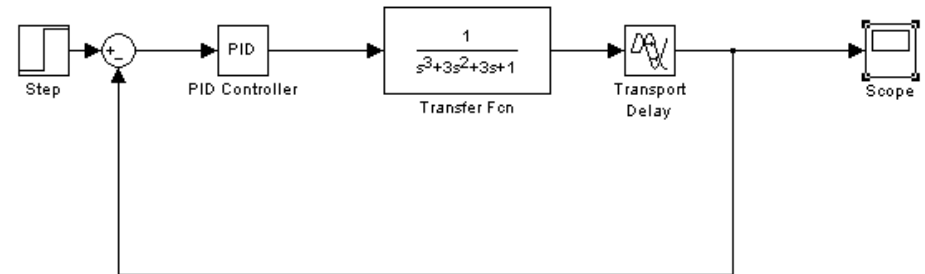 +
−
PID
1
s³+3s²+3s+1
Step
PID Controller
Transfer Fcn
Transport
Delay
Scope